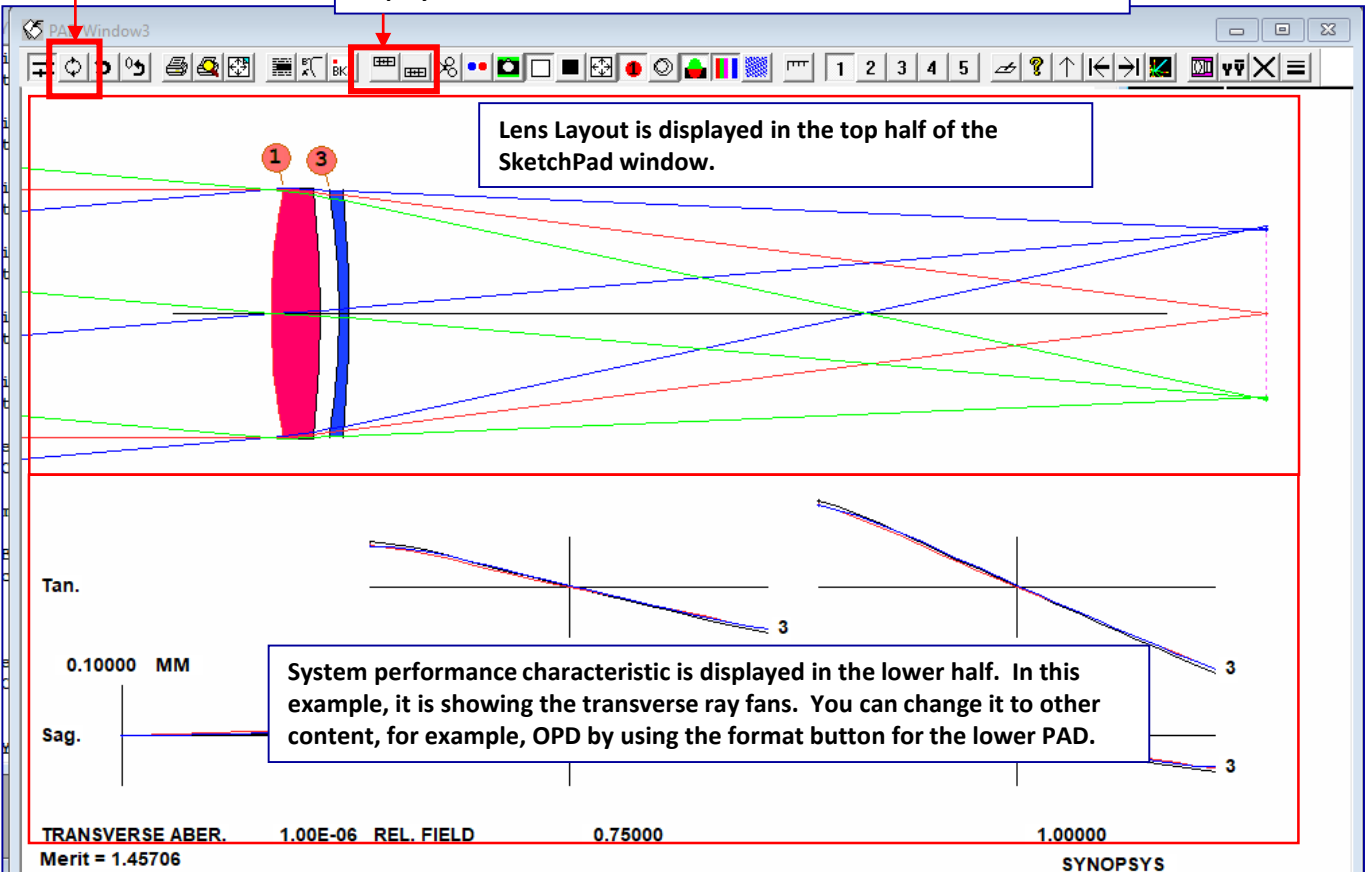 PAD Window3
BK
1 2 3 4 5
Lens Layout is displayed in the top half of the
SketchPad window.
1 3
Tan.
3
3
0.10000 MM
System performance characteristic is displayed in the lower half. In this
example, it is showing the transverse ray fans. You can change it to other
content, for example, OPD by using the format button for the lower PAD.
Sag.
3
TRANSVERSE ABER. 1.00E-06 REL. FIELD 0.75000 1.00000
Merit = 1.45706
SYNOPSYS